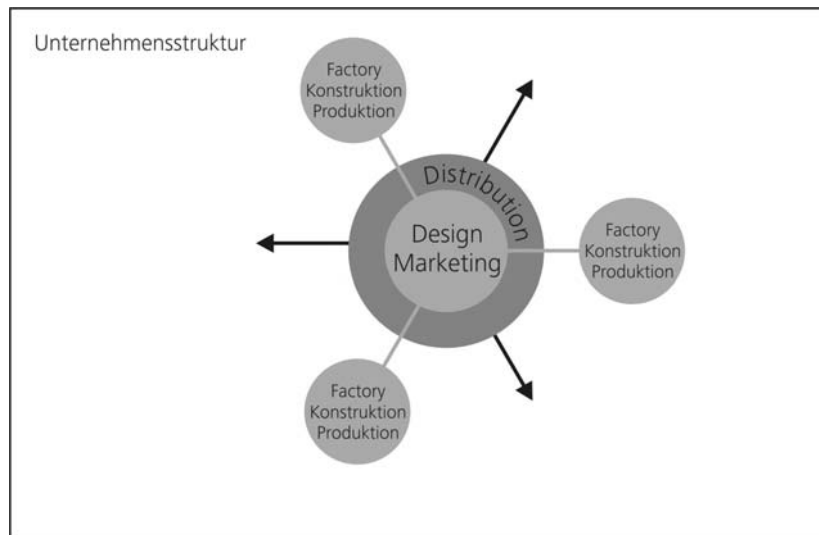 Unternehmensstruktur
Factory
Konstruktion
Produktion
Distribution
Design
Marketing
Factory
Konstruktion
Produktion
Factory
Konstruktion
Produktion